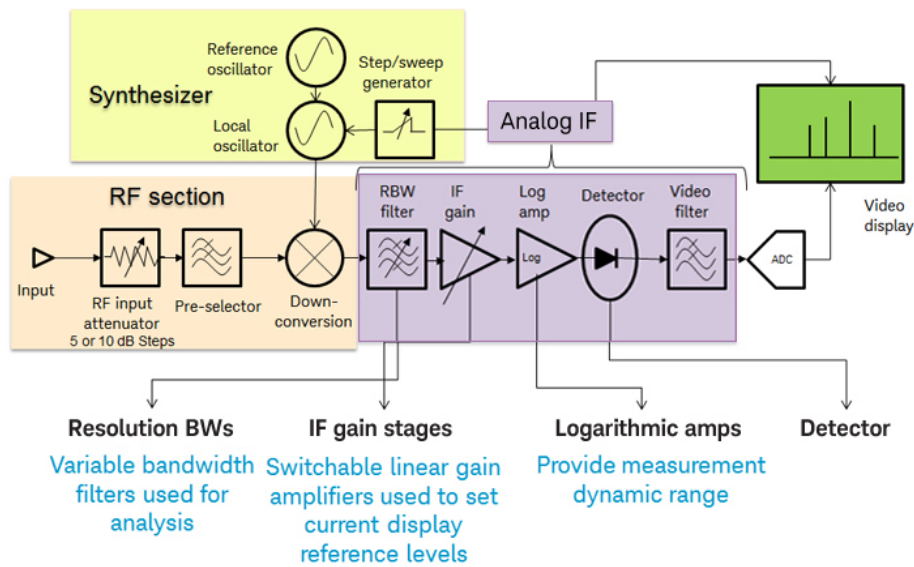 Synthesizer
Reference
oscillator
Step/sweep
generator
Local
oscillator
Analog IF
RF section
RBW
filter
IF
gain
Log
amp
Detector
Video
filter
Video
display
Log
ADC
Input
RF input
attenuator
5 or 10 dB Steps
Pre-selector
Down-
conversion
Resolution BWs
Variable bandwidth
filters used for
analysis
IF gain stages
Switchable linear gain
amplifiers used to set
current display
reference levels
Logarithmic amps
Provide measurement
dynamic range
Detector